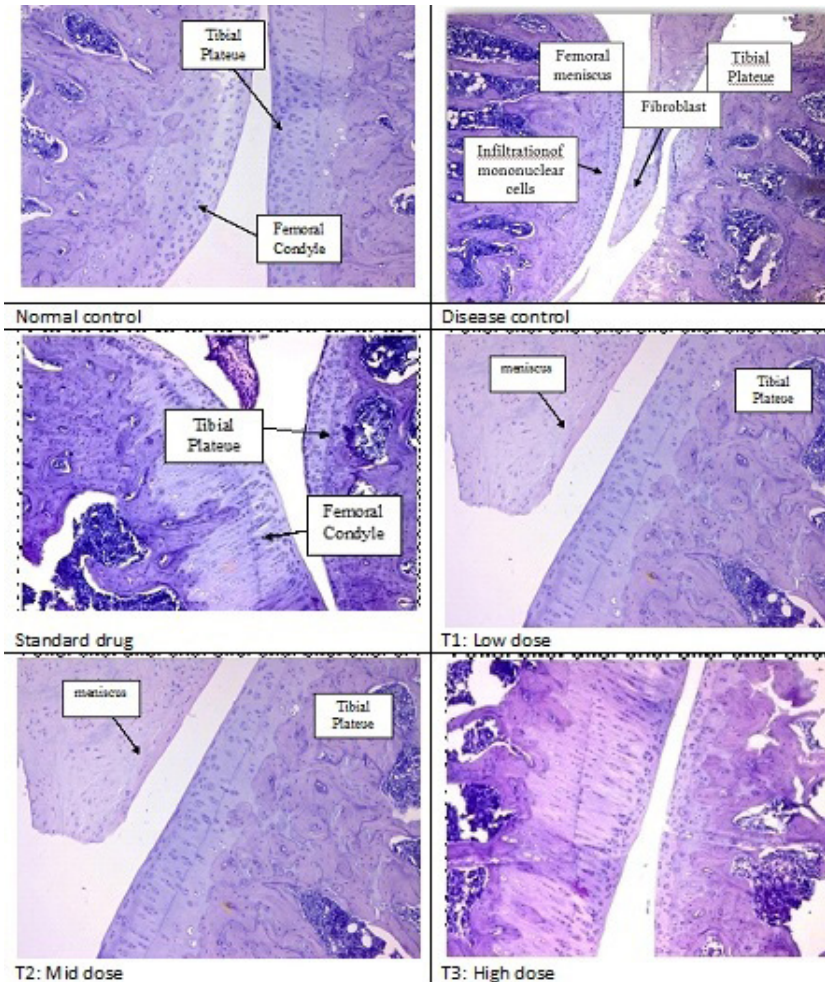 Tibial
Plateue
Femoral
Condyle
Normal control
Femoral
meniscus
Tibial
Plateue
Fibroblast
Infiltrationof
mononuclear
cells
Disease control
Tibial
Plateue
Femoral
Condyle
Standard drug
meniscus
Tibial
Plateue
T1: Low dose
meniscus
Tibial
Plateue
T2: Mid dose
T3: High dose